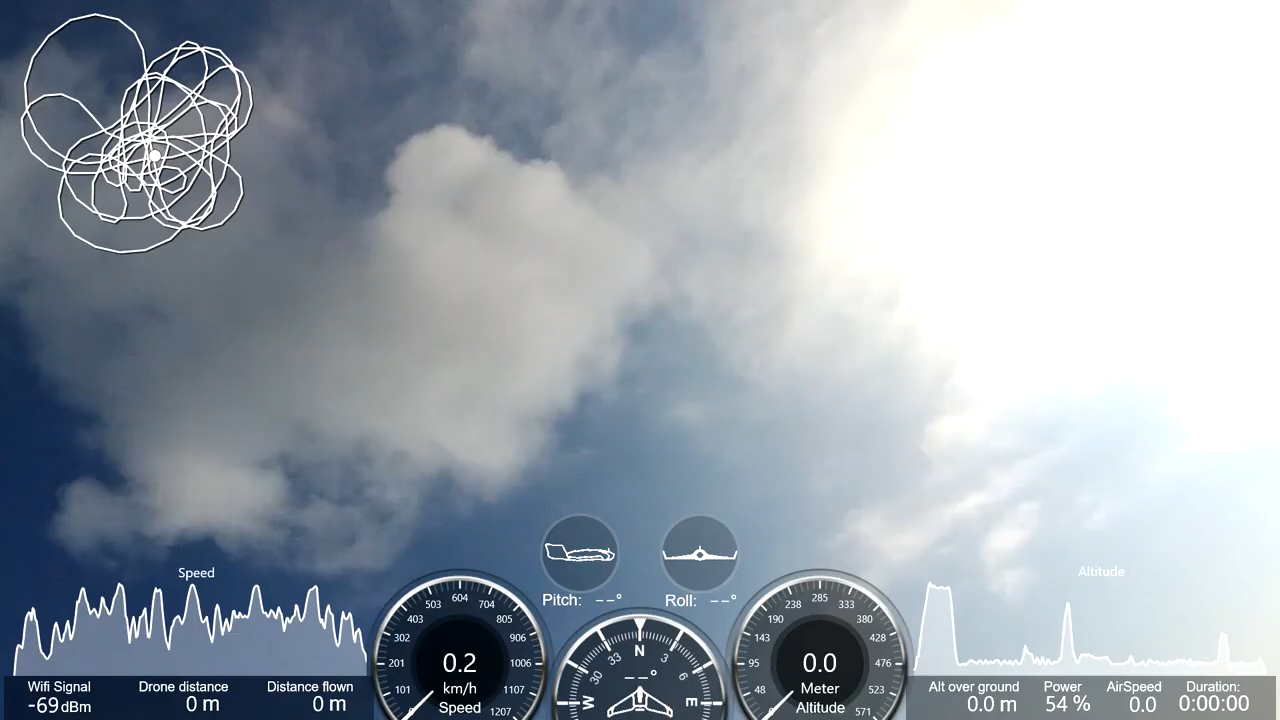 Speed
Altitude
Pitch: --°
Roll: --°
604
503
704
403
805
302
906
201
1006
101
1107
1207
0.2
km/h
Speed
N
33
3
30
6
W
E
--°
285
238
333
190
380
143
428
95
476
48
523
571
0.0
Meter
Altitude
Wifi Signal
-69 dBm
Drone distance
0 m
Distance flown
0 m
Alt over ground
0.0 m
Power
54 %
AirSpeed
0.0
Duration:
0:00:00